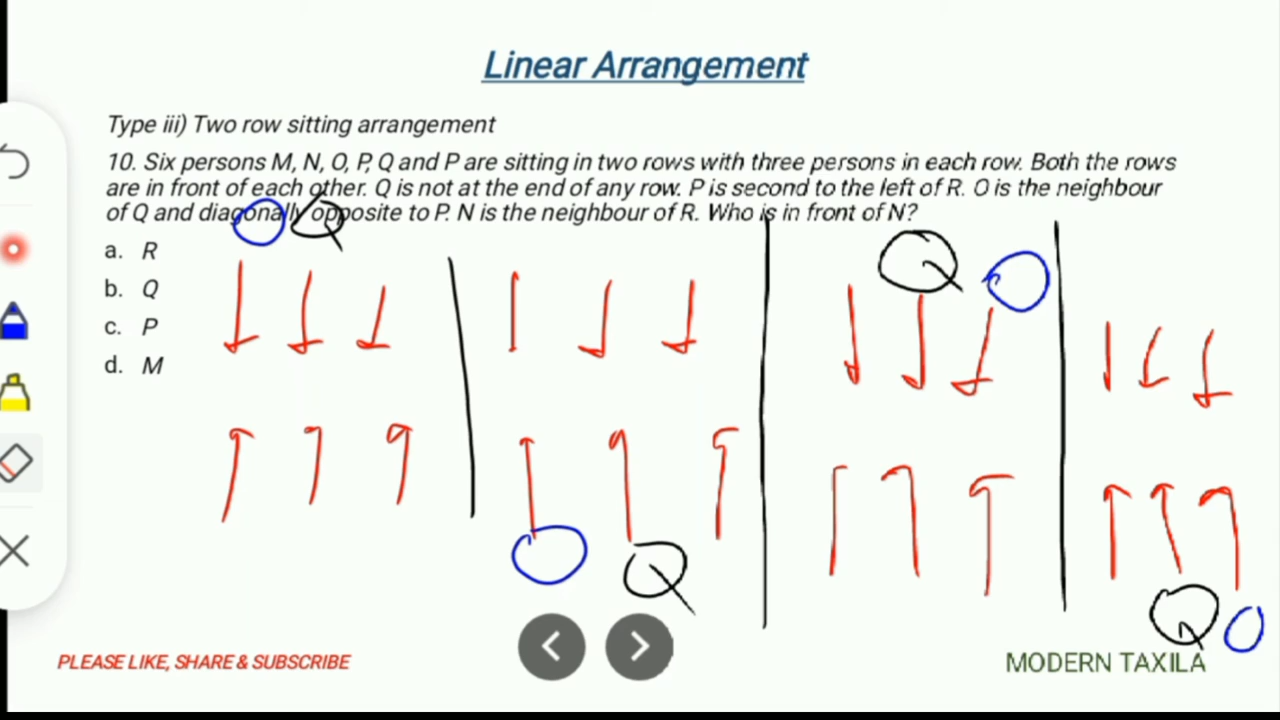 Linear Arrangement
Type iii) Two row sitting arrangement
10. Six persons M, N, O, P, Q and P are sitting in two rows with three persons in each row. Both the rows
are in front of each other. Q is not at the end of any row. P is second to the left of R. O is the neighbour
of Q and diagonally opposite to P. N is the neighbour of R. Who is in front of N?
O Q
a. R
Q O
b. Q
c. P
d. M
O Q
Q O
PLEASE LIKE, SHARE & SUBSCRIBE
MODERN TAXILA